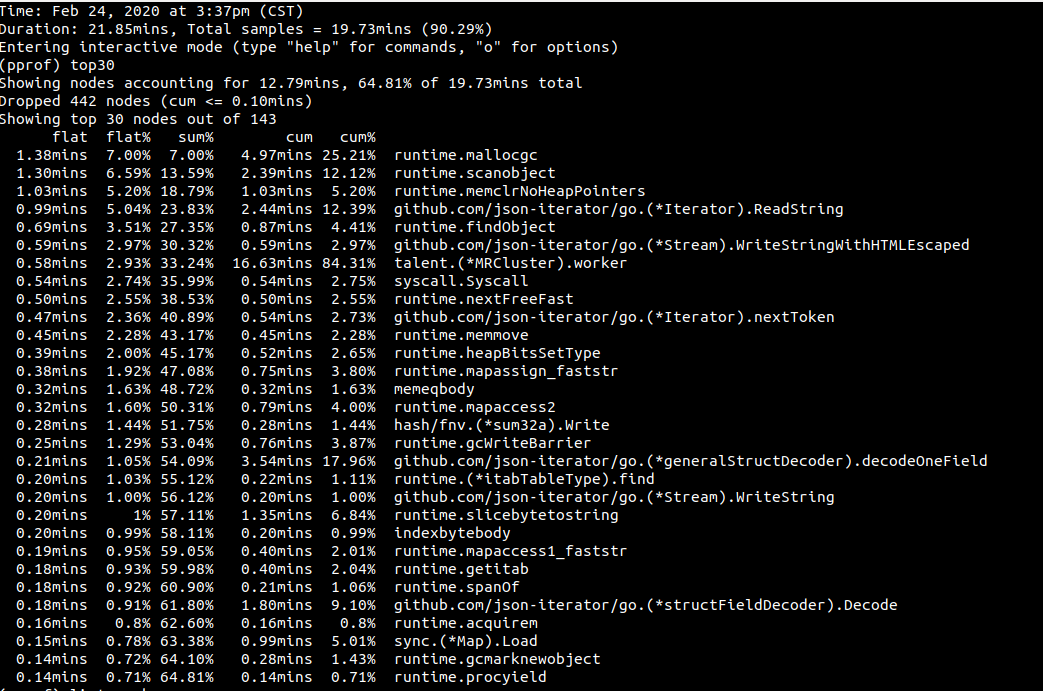 Time: Feb 24, 2020 at 3:37pm (CST)
Duration: 21.85mins, Total samples = 19.73mins (90.29%)
Entering interactive mode (type "help" for commands, "o" for options)
(pprof) top30
Showing nodes accounting for 12.79mins, 64.81% of 19.73mins total
Dropped 442 nodes (cum <= 0.10mins)
Showing top 30 nodes out of 143
flat flat% sum% cum cum%
1.38mins 7.00% 7.00% 4.97mins 25.21% runtime.mallocgc
1.30mins 6.59% 13.59% 2.39mins 12.12% runtime.scanobject
1.03mins 5.20% 18.79% 1.03mins 5.20% runtime.memclrNoHeapPointers
0.99mins 5.04% 23.83% 2.44mins 12.39% github.com/json-iterator/go.(*Iterator).ReadString
0.69mins 3.51% 27.35% 0.87mins 4.41% runtime.findObject
0.59mins 2.97% 30.32% 0.59mins 2.97% github.com/json-iterator/go.(*Stream).WriteStringWithHTMLEscaped
0.58mins 2.93% 33.24% 16.63mins 84.31% talent.(*MRCluster).worker
0.54mins 2.74% 35.99% 0.54mins 2.75% syscall.Syscall
0.50mins 2.55% 38.53% 0.50mins 2.55% runtime.nextFreeFast
0.47mins 2.36% 40.89% 0.54mins 2.73% github.com/json-iterator/go.(*Iterator).nextToken
0.45mins 2.28% 43.17% 0.45mins 2.28% runtime.memmove
0.39mins 2.00% 45.17% 0.52mins 2.65% runtime.heapBitsSetType
0.38mins 1.92% 47.08% 0.75mins 3.80% runtime.mapassign_faststr
0.32mins 1.63% 48.72% 0.32mins 1.63% memeqbody
0.32mins 1.60% 50.31% 0.79mins 4.00% runtime.mapaccess2
0.28mins 1.44% 51.75% 0.28mins 1.44% hash/fnv.(*sum32a).Write
0.25mins 1.29% 53.04% 0.76mins 3.87% runtime.gcWriteBarrier
0.21mins 1.05% 54.09% 3.54mins 17.96% github.com/json-iterator/go.(*generalStructDecoder).decodeOneField
0.20mins 1.03% 55.12% 0.22mins 1.11% runtime.(*itabTableType).find
0.20mins 1.00% 56.12% 0.20mins 1.00% github.com/json-iterator/go.(*Stream).WriteString
0.20mins 1% 57.11% 1.35mins 6.84% runtime.slicebytetostring
0.20mins 0.99% 58.11% 0.20mins 0.99% indexbytebody
0.19mins 0.95% 59.05% 0.40mins 2.01% runtime.mapaccess1_faststr
0.18mins 0.93% 59.98% 0.40mins 2.04% runtime.getitab
0.18mins 0.92% 60.90% 0.21mins 1.06% runtime.spanOf
0.18mins 0.91% 61.80% 1.80mins 9.10% github.com/json-iterator/go.(*structFieldDecoder).Decode
0.16mins 0.8% 62.60% 0.16mins 0.8% runtime.acquirem
0.15mins 0.78% 63.38% 0.99mins 5.01% sync.(*Map).Load
0.14mins 0.72% 64.10% 0.28mins 1.43% runtime.gcmarknewobject
0.14mins 0.71% 64.81% 0.14mins 0.71% runtime.procyield